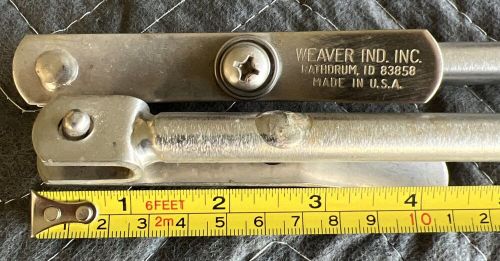 WEAVER IND. INC.
RATHDRUM, ID 83858
MADE IN U.S.A.
1 6FEET 2 3 4
1 2m 2 3 4 5 6 7 8 9 10 1 2